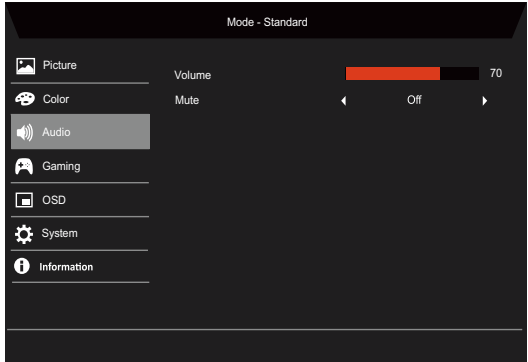 Mode - Standard
Picture
Color
Audio
Gaming
OSD
System
Information
Volume 70
Mute Off